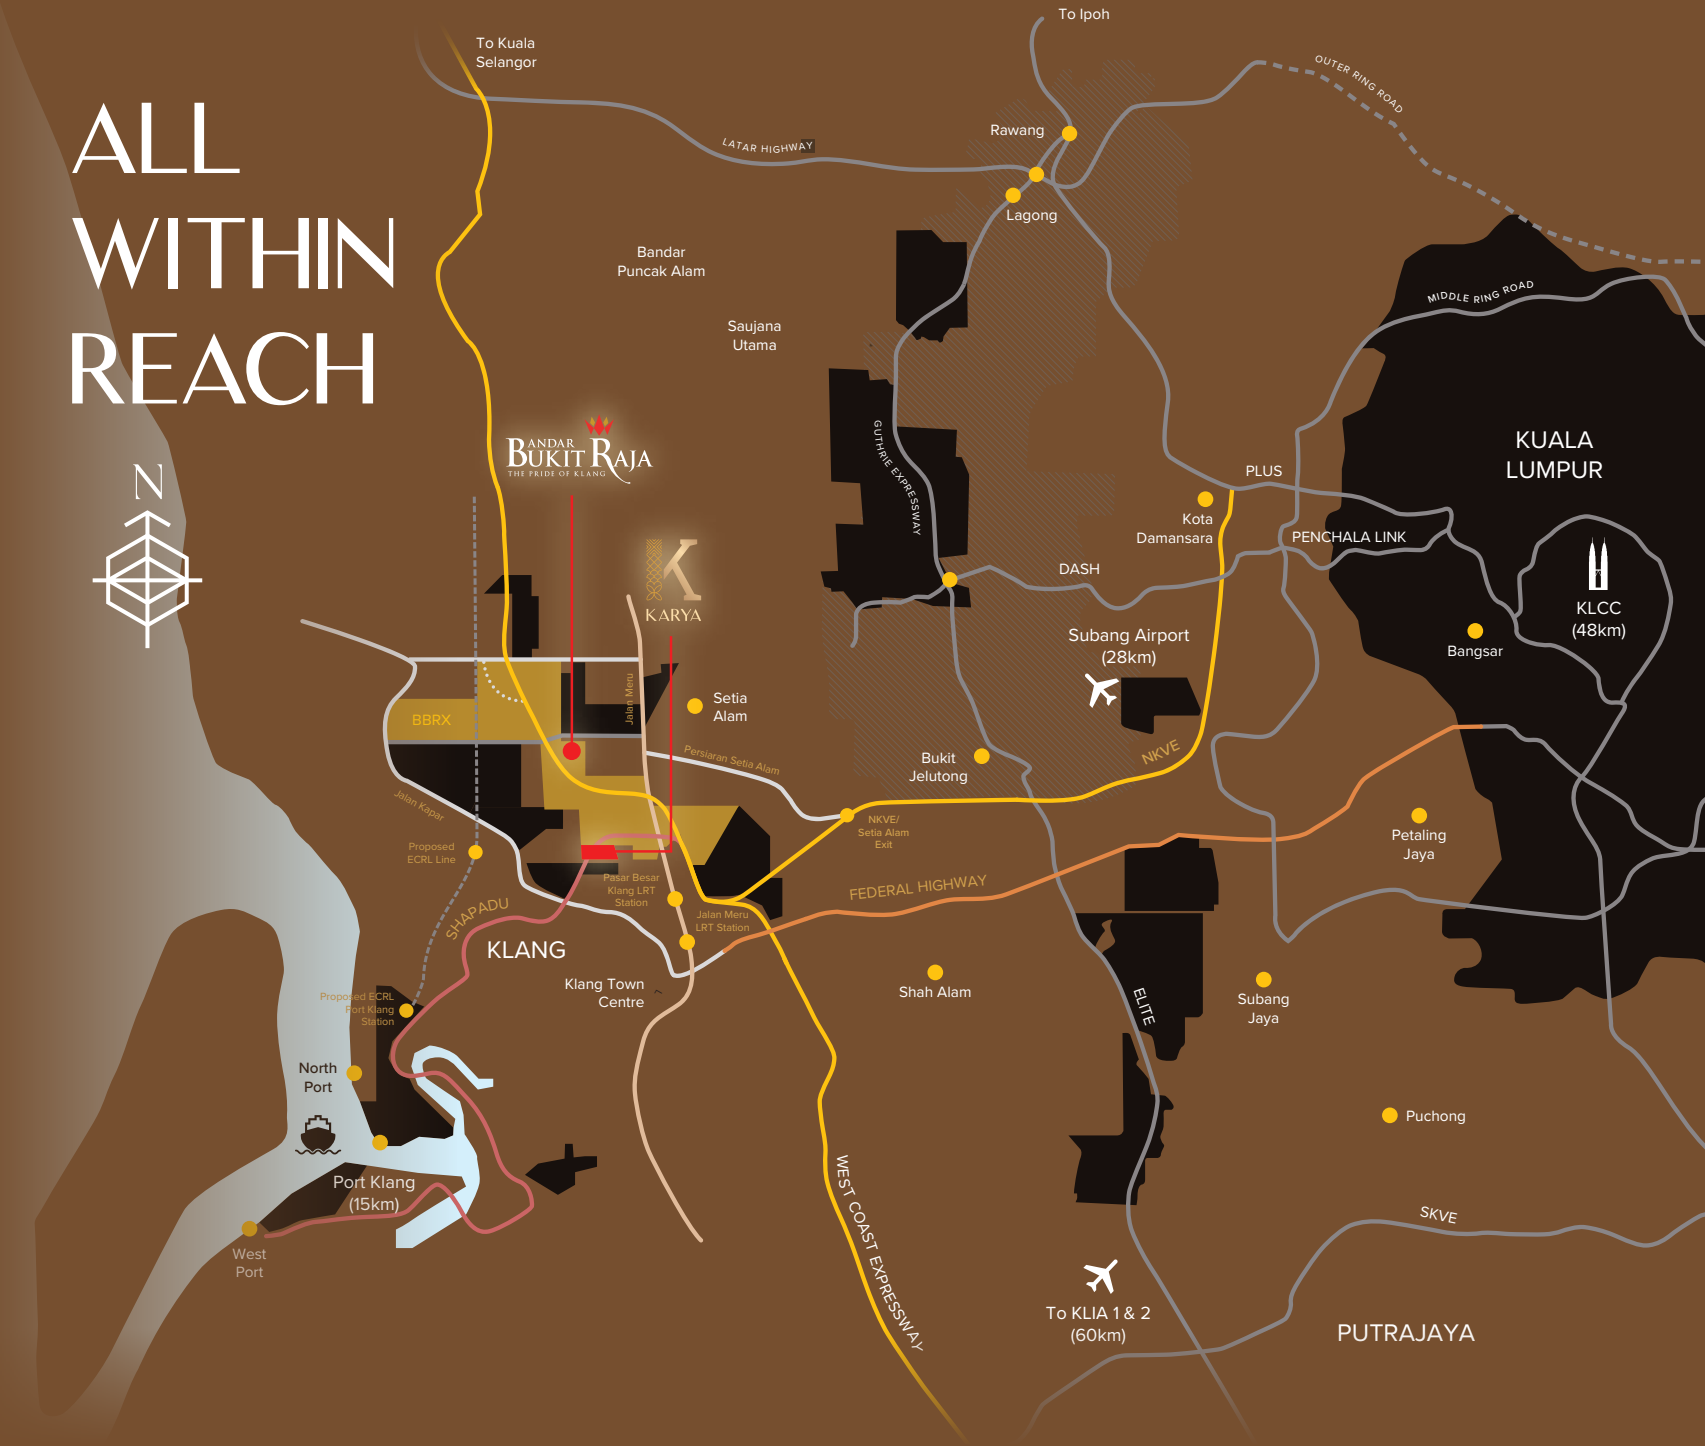 To Ipoh
To Kuala
Selangor
OUTER RING ROAD
ALL
WITHIN
REACH
Rawang
LATAR HIGHWAY
Lagong
Bandar
Puncak Alam
MIDDLE RING ROAD
Saujana
Utama
BANDAR
BUKIT RAJA
THE PRIDE OF KLANG
GUTHRIE EXPRESSWAY
KUALA
LUMPUR
N
PLUS
Kota
Damansara
PENCHALA LINK
DASH
K
KARYA
KLCC
(48km)
Subang Airport
(28km)
Bangsar
Jalan Meru
Setia
Alam
BBRX
Persiaran Setia Alam
NKVE
Bukit
Jelutong
Jalan Kapar
NKVE/
Setia Alam
Exit
Petaling
Jaya
Proposed
ECRL Line
Pasar Besar
Klang LRT
Station
FEDERAL HIGHWAY
SHAPADU
Jalan Meru
LRT Station
KLANG
Klang Town
Centre
Shah Alam
ELITE
Subang
Jaya
Proposed ECRL
Port Klang
Station
North
Port
Puchong
Port Klang
(15km)
WEST COAST EXPRESSWAY
SKVE
West
Port
To KLIA 1 & 2
(60km)
PUTRAJAYA